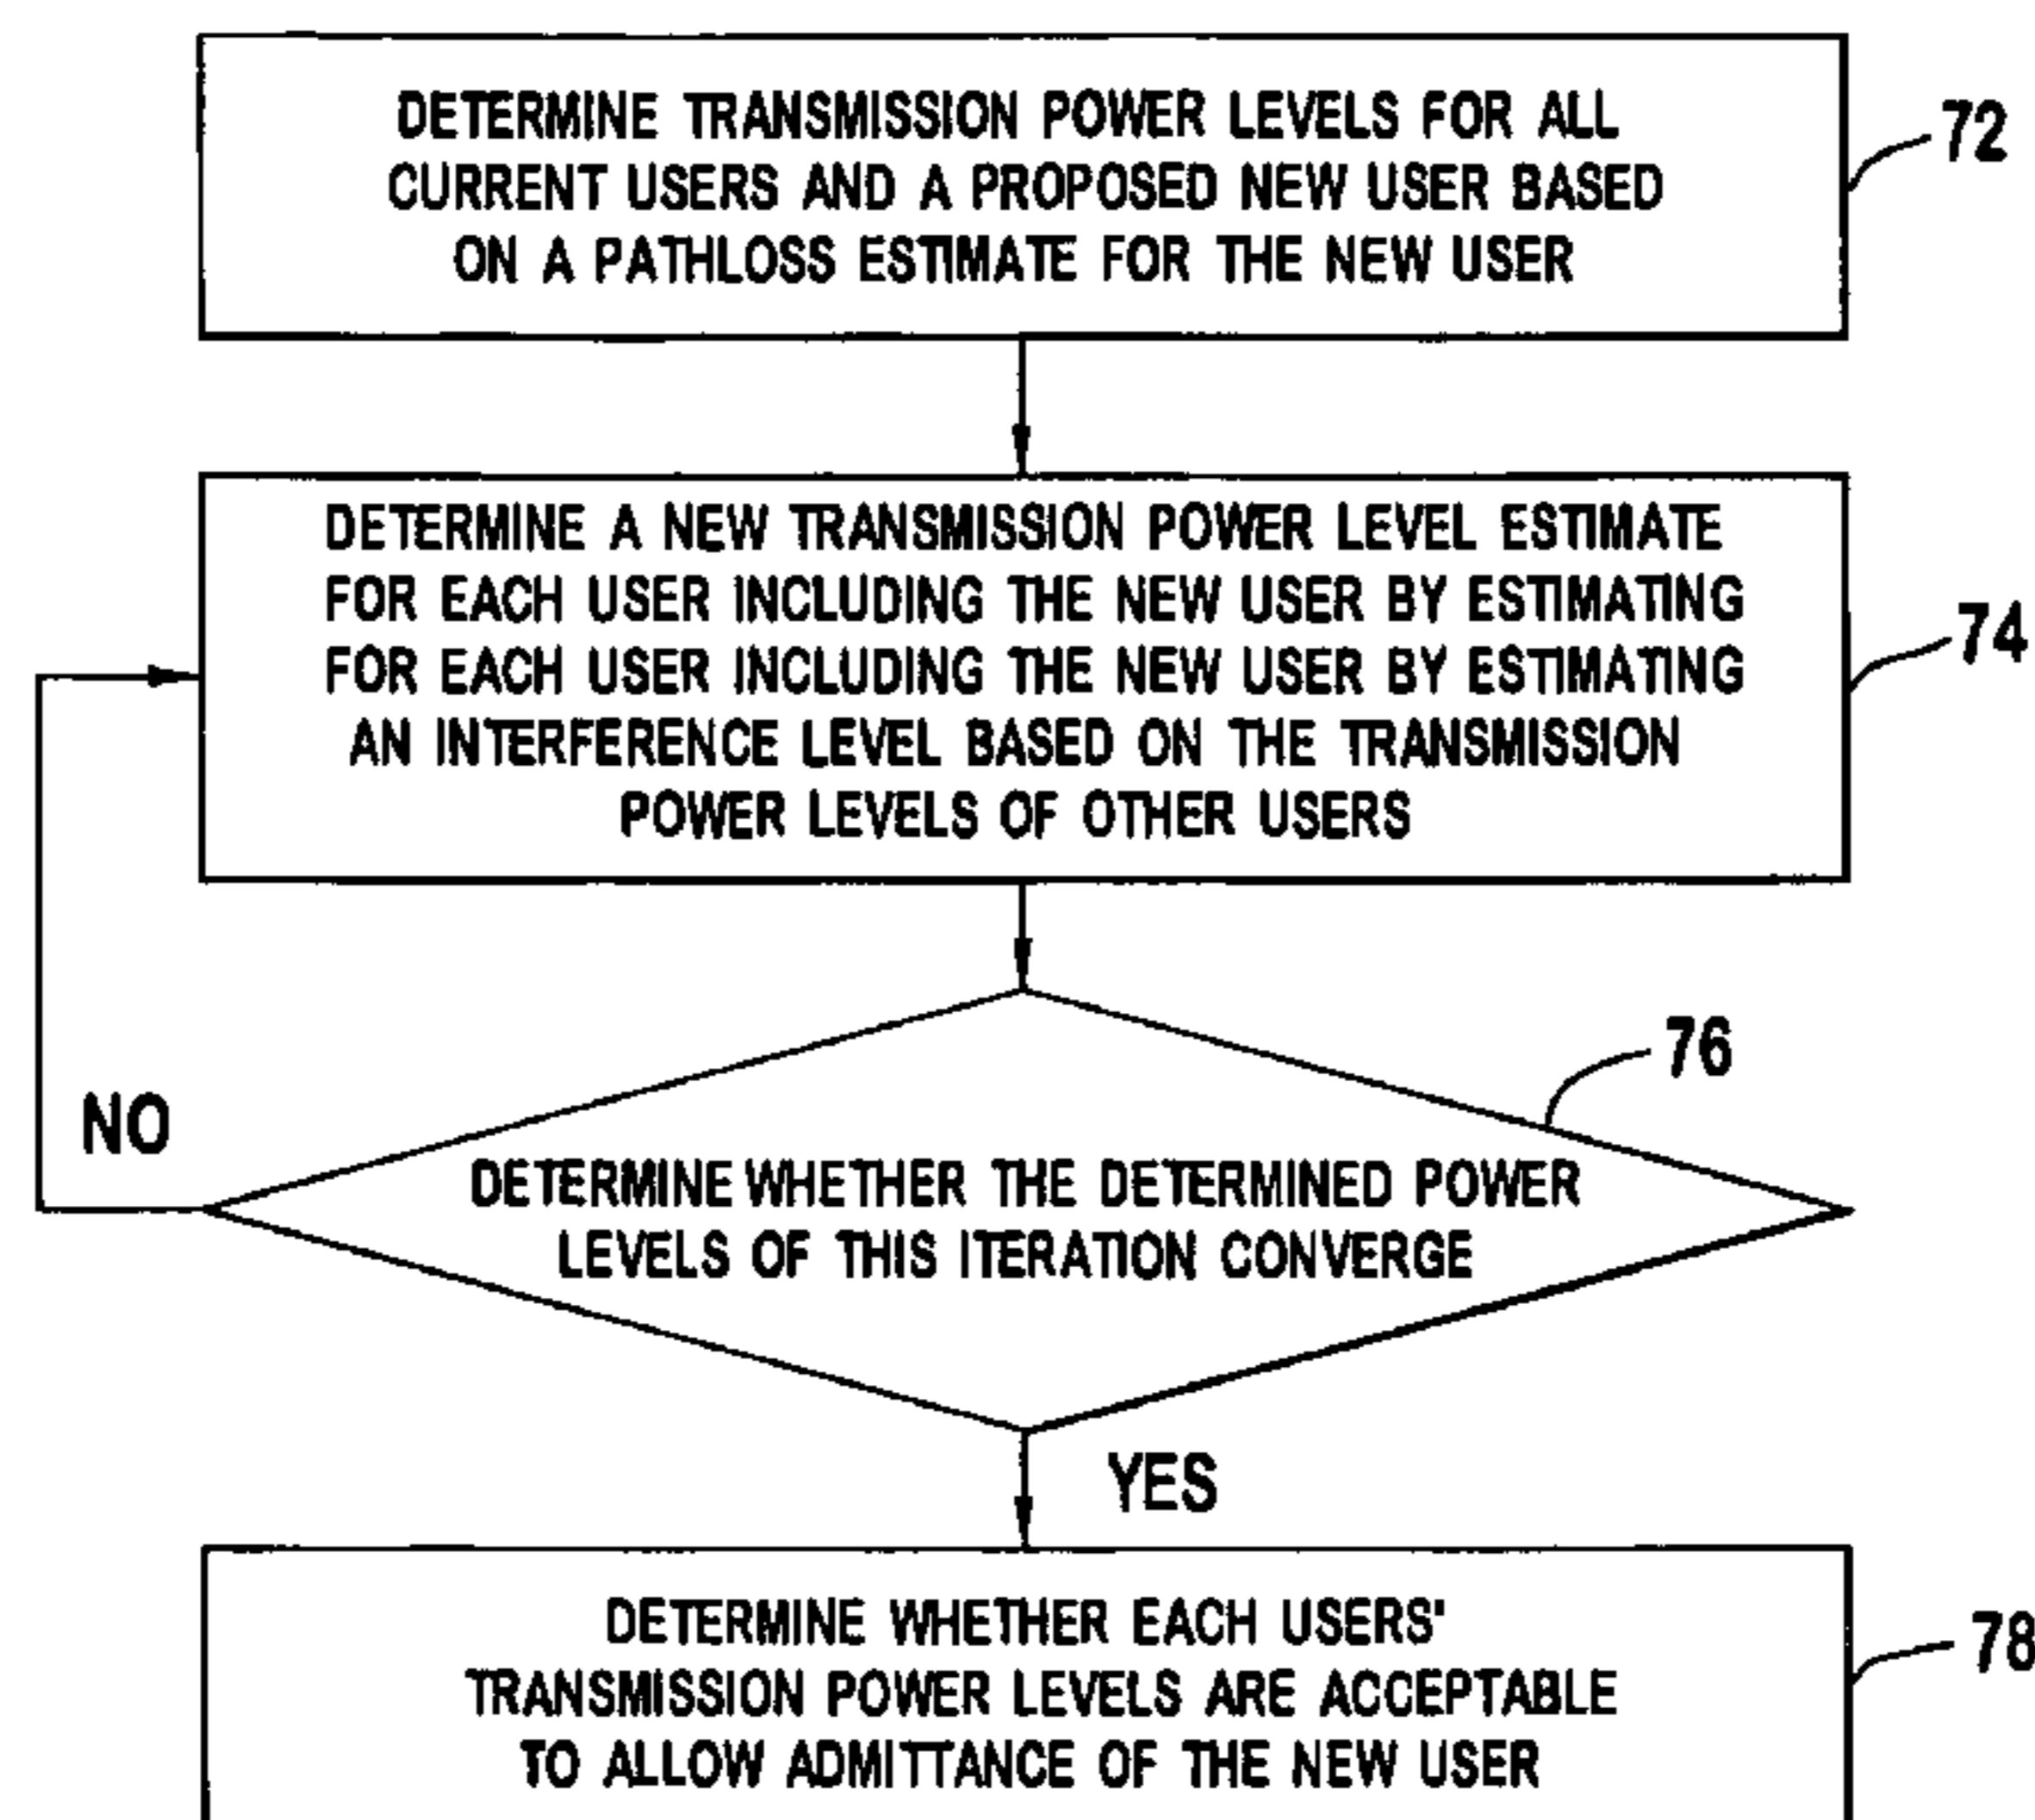 DETERMINE TRANSMISSION POWER LEVELS FOR ALL
CURRENT USERS AND A PROPOSED NEW USER BASED
ON A PATHLOSS ESTIMATE FOR THE NEW USER
72
DETERMINE A NEW TRANSMISSION POWER LEVEL ESTIMATE
FOR EACH USER INCLUDING THE NEW USER BY ESTIMATING
FOR EACH USER INCLUDING THE NEW USER BY ESTIMATING
AN INTERFERENCE LEVEL BASED ON THE TRANSMISSION
POWER LEVELS OF OTHER USERS
74
76
NO
DETERMINE WHETHER THE DETERMINED POWER
LEVELS OF THIS ITERATION CONVERGE
YES
DETERMINE WHETHER EACH USERS'
TRANSMISSION POWER LEVELS ARE ACCEPTABLE
TO ALLOW ADMITTANCE OF THE NEW USER
78